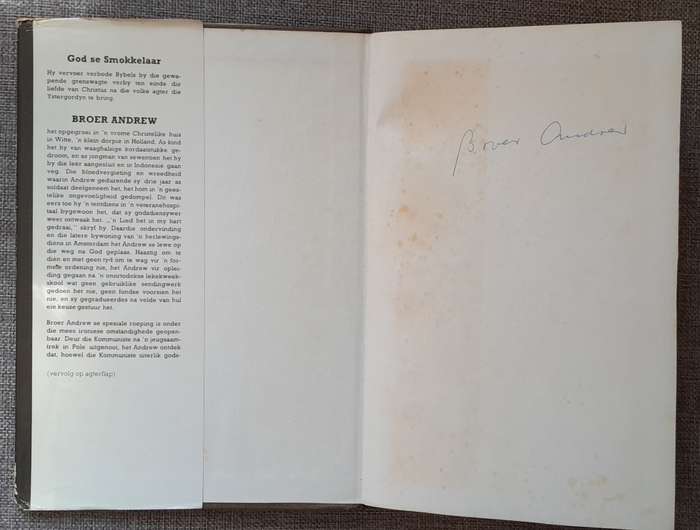 God se Smokkelaar
Hy vervoer verbode Bybels by die gewa-
pende grenswagte verby ten einde die
liefde van Christus na die volke agter die
Ystergordyn te bring.
BROER ANDREW
het opgegroei in 'n vrome Christelike huis
in Witte, 'n klein dorpie in Holland. As kind
het hy van waaghalsige kordaatstukke ge-
droom, en as jongman van sewentien het hy
by die leër aangesluit en in Indonesie gaan
veg. Die bloedvergieting en wreedheid
waarin Andrew gedurende sy drie jaar as
soldaat deelgeneem het, het hom in 'n gees-
telike ongevoeligheid gedompel. Dit was
eers toe hy 'n tentdiens in 'n veteranehospi-
taal bygewoon het, dat sy godsdiensywer
weer ontwaak het. „'n Lied het in my hart
gedraai,” skryf hy. Daardie ondervinding
en die latere bywoning van 'n herlewings-
diens in Amsterdam het Andrew se lewe op
die weg na God geplaas. Haastig om te
dien en met geen tyd om te wag vir 'n for-
mele ordening nie, het Andrew vir oplei-
ding gegaan na 'n onortodokse lekekweek-
skool wat geen gebruiklike sendingwerk
gedoen het nie, geen fondse voorsien het
nie, en sy gegradueerdes na velde van hul
eie keuse gestuur het.
Broer Andrew se spesiale roeping is onder
die mees ironiese omstandighede geopen-
baar. Deur die Kommuniste na 'n jeugsaam-
trek in Pole uitgenooi, het Andrew ontdek
dat, hoewel die Kommuniste uiterlik gods-
(vervolg op agterflap)
Broer Andrew